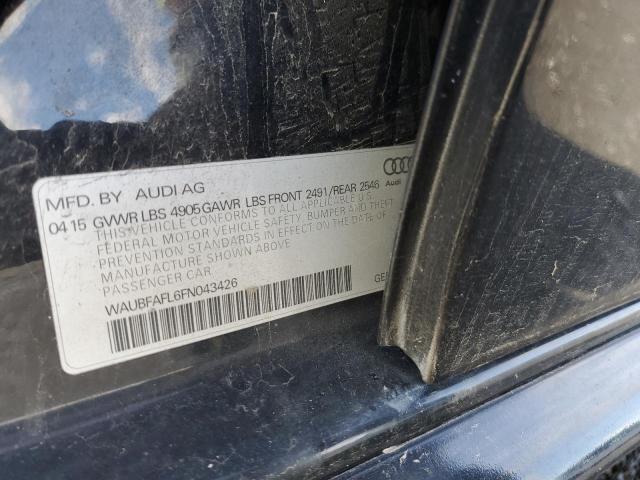 MFD. BY AUDI AG
04 15 GVWR LBS 4905 GAWR LBS FRONT 2491/REAR 2546
THIS VEHICLE CONFORMS TO ALL APPLICABLE U.S.
FEDERAL MOTOR VEHICLE SAFETY, BUMPER AND THEFT
PREVENTION STANDARDS IN EFFECT ON THE DATE OF
MANUFACTURE SHOWN ABOVE.
PASSENGER CAR.
WAUBFAFL6FN043426
Audi